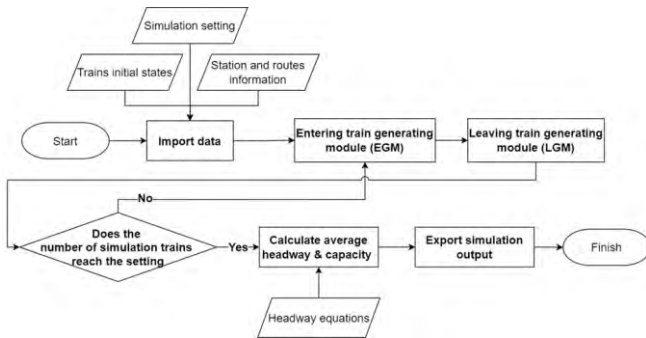 Simulation setting
Trains initial states
Station and routes
information
Start
Import data
Entering train generating
module (EGM)
Leaving train generating
module (LGM)
No
Does the
number of simulation trains
reach the setting
Yes
Calculate average
headway & capacity
Export simulation
output
Finish
Headway equations